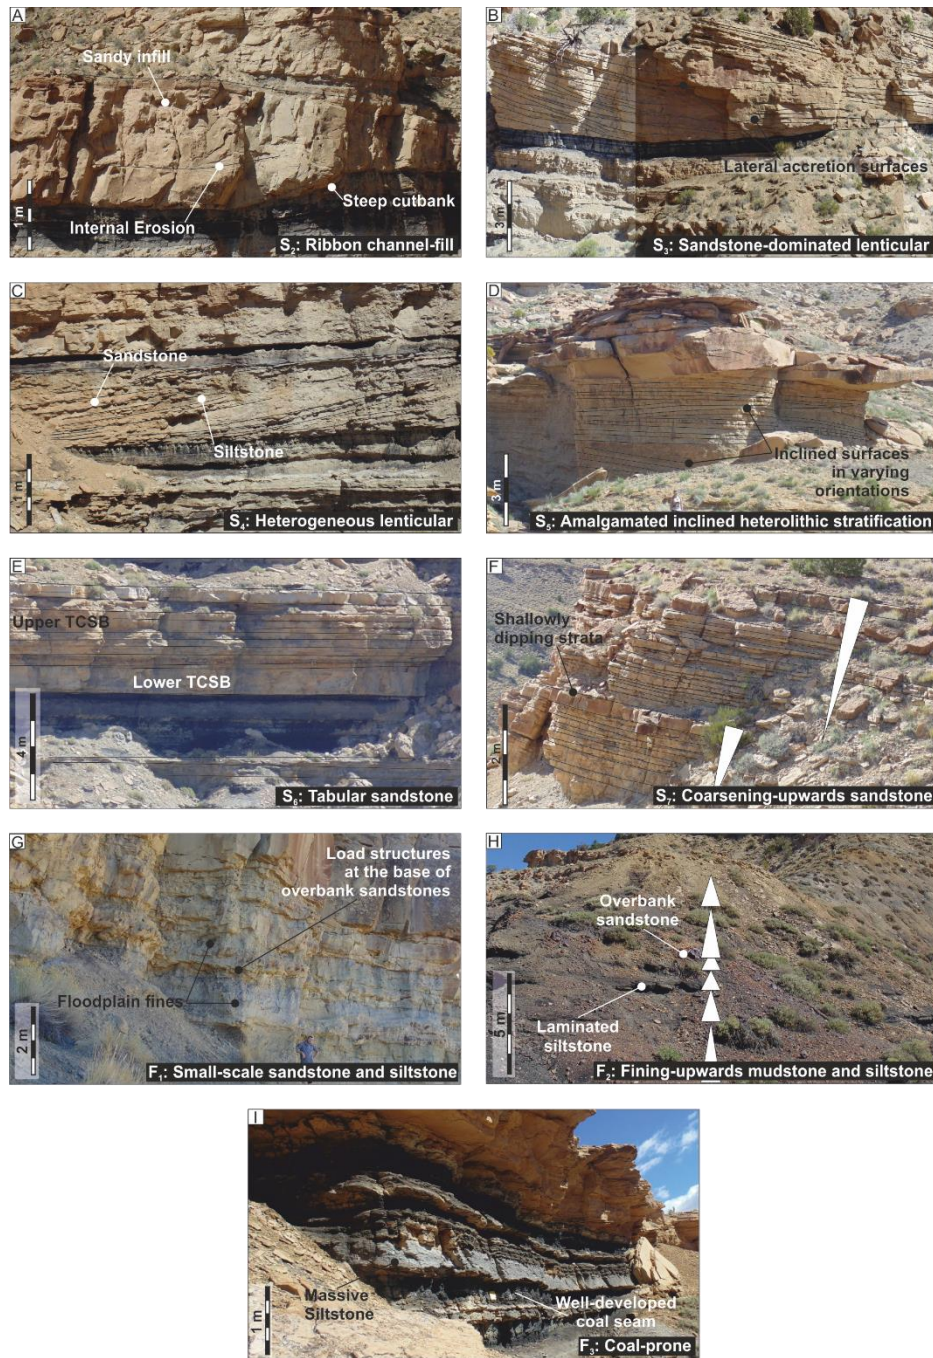 A
Sandy infill
Steep cutbank
Internal Erosion
1 m
S₂: Ribbon channel-fill
B
Lateral accretion surfaces
3 m
S₃: Sandstone-dominated lenticular
C
Sandstone
Siltstone
1 m
S₄: Heterogeneous lenticular
D
Inclined surfaces
in varying
orientations
3 m
S₅: Amalgamated inclined heterolithic stratification
E
Upper TCSB
Lower TCSB
4 m
S₆: Tabular sandstone
F
Shallowly
dipping strata
2 m
S₇: Coarsening-upwards sandstone
G
Load structures
at the base of
overbank sandstones
Floodplain fines
2 m
F₁: Small-scale sandstone and siltstone
H
Overbank
sandstone
Laminated
siltstone
5 m
F₂: Fining-upwards mudstone and siltstone
I
Massive
Siltstone
Well-developed
coal seam
1 m
F₃: Coal-prone